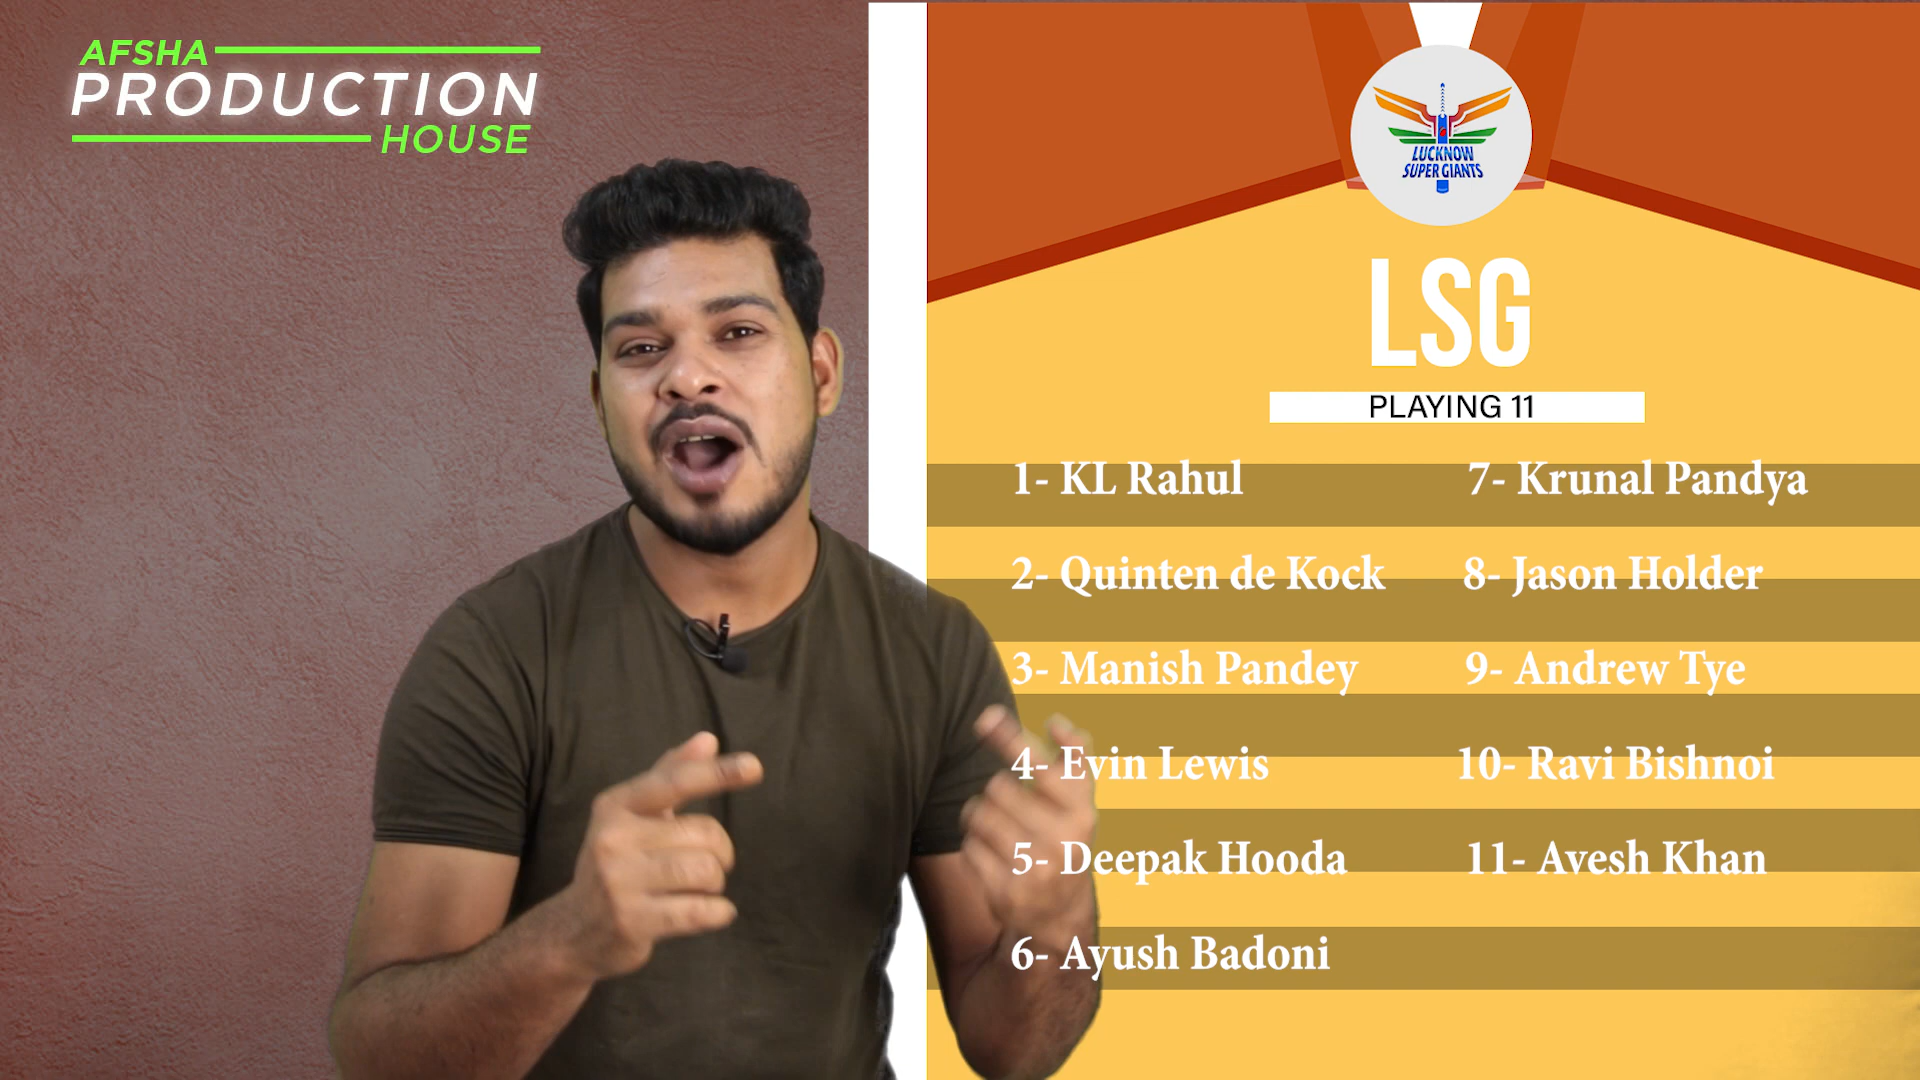 AFSHA
PRODUCTION
HOUSE
LUCKNOW
SUPER GIANTS
LSG
PLAYING 11
1- KL Rahul
2- Quinten de Kock
3- Manish Pandey
4- Evin Lewis
5- Deepak Hooda
6- Ayush Badoni
7- Krunal Pandya
8- Jason Holder
9- Andrew Tye
10- Ravi Bishnoi
11- Avesh Khan